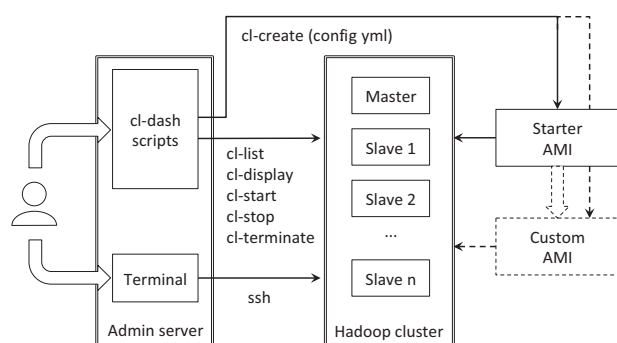 cl-create (config yml)
cl-dash
scripts
Master
Starter
AMI
Slave 1
cl-list
cl-display
cl-start
cl-stop
cl-terminate
Slave 2
...
Custom
AMI
Terminal
Slave n
ssh
Admin server
Hadoop cluster